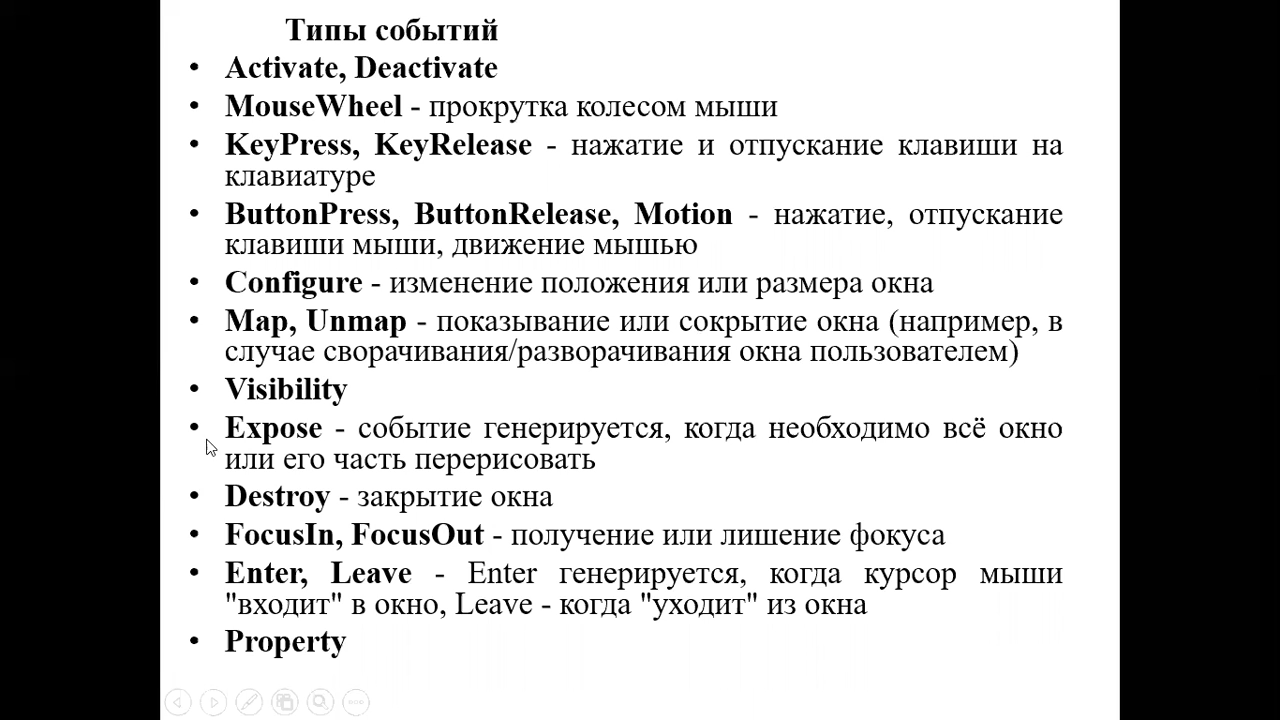 Типы событий
• Activate, Deactivate
• MouseWheel - прокрутка колесом мыши
• KeyPress, KeyRelease - нажатие и отпускание клавиши на
клавиатуре
• ButtonPress, ButtonRelease, Motion - нажатие, отпускание
клавиши мыши, движение мышью
• Configure - изменение положения или размера окна
• Map, Unmap - показывание или сокрытие окна (например, в
случае сворачивания/разворачивания окна пользователем)
• Visibility
• Expose - событие генерируется, когда необходимо всё окно
или его часть перерисовать
• Destroy - закрытие окна
• FocusIn, FocusOut - получение или лишение фокуса
• Enter, Leave - Enter генерируется, когда курсор мыши
"входит" в окно, Leave - когда "уходит" из окна
• Property